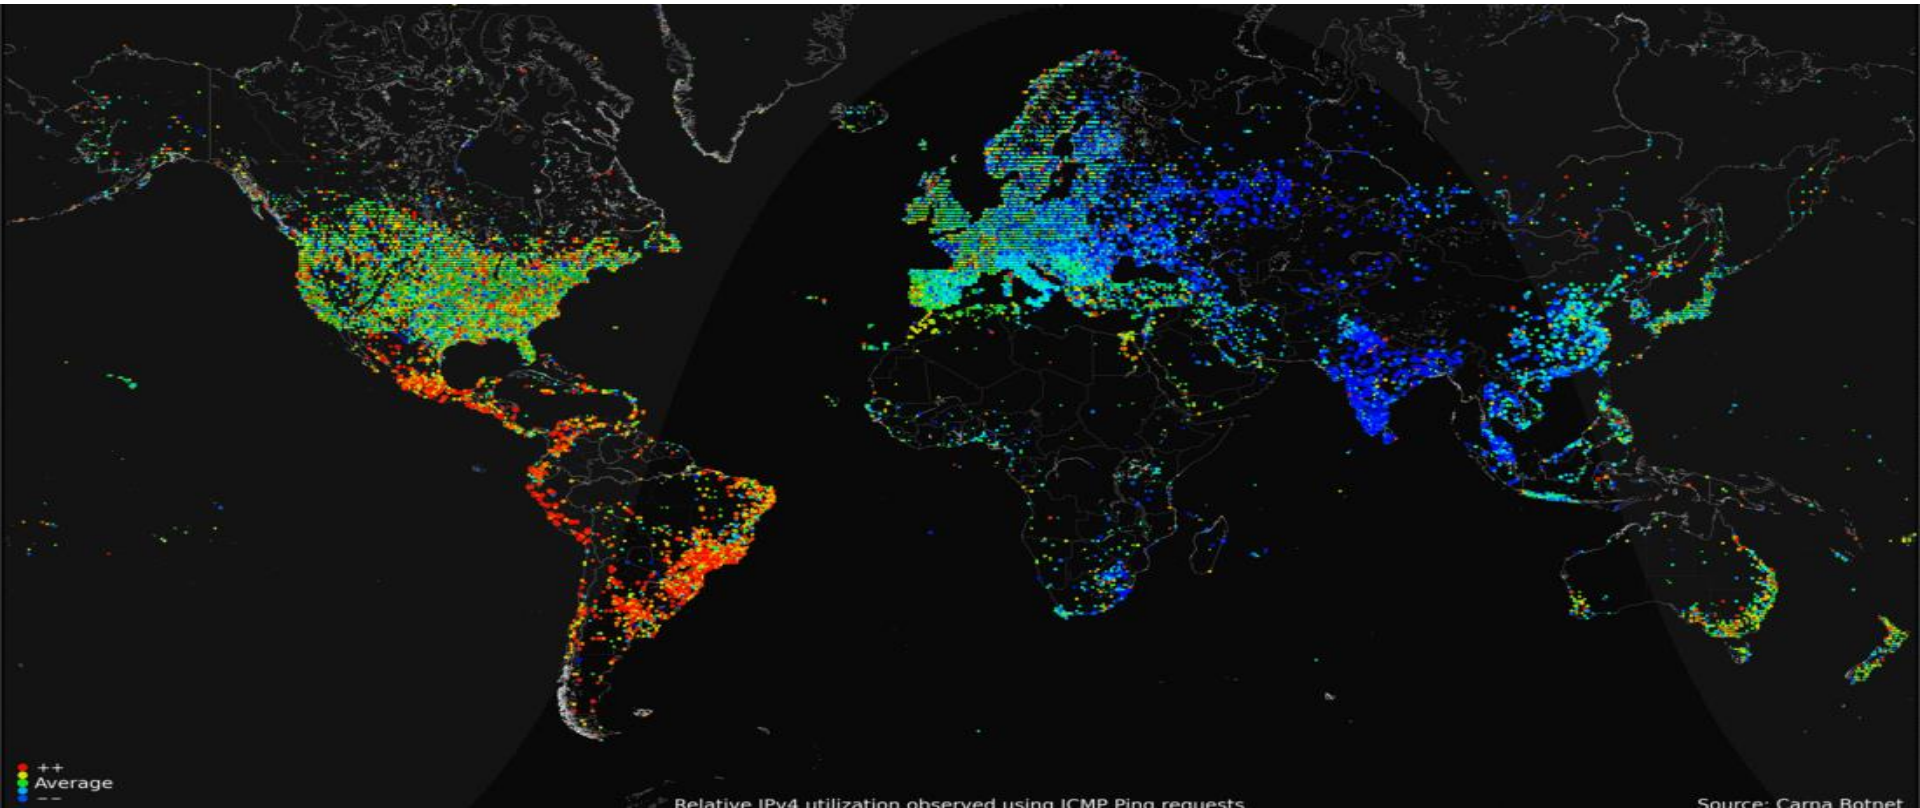 ++
Average
--
Relative IPv4 utilization observed using ICMP Ping requests
Source: Carna Botnet